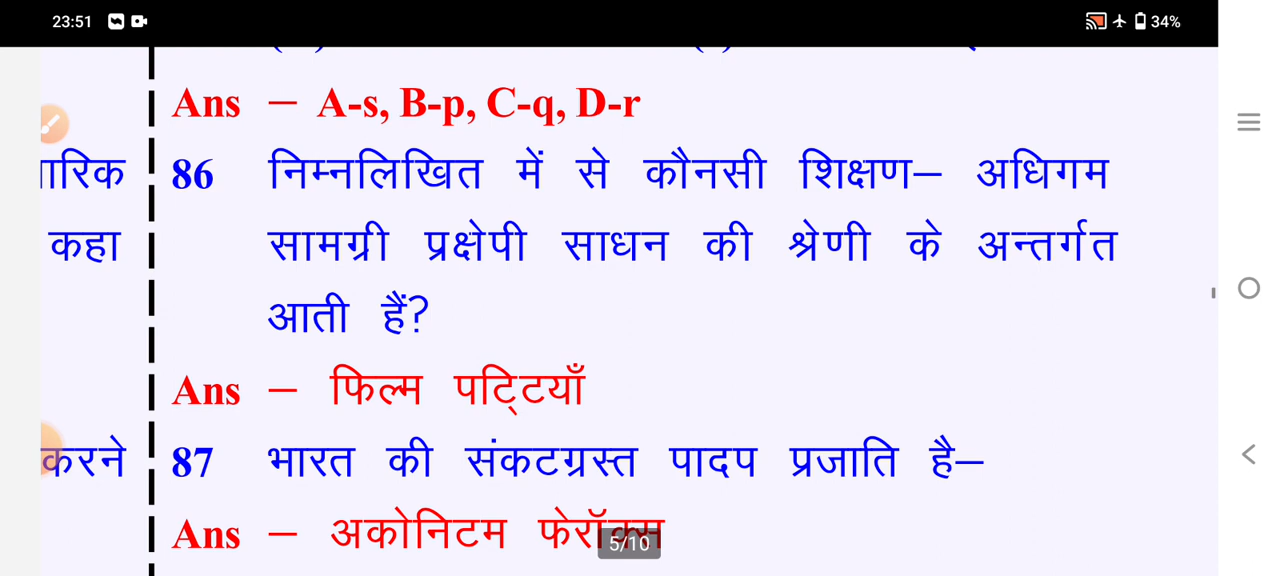 23:51
34%
Ans – A-s, B-p, C-q, D-r
86 निम्नलिखित में से कौनसी शिक्षण– अधिगम
कहा सामग्री प्रक्षेपी साधन की श्रेणी के अन्तर्गत
आती हैं?
Ans – फिल्म पट्टियाँ
करने 87 भारत की संकटग्रस्त पादप प्रजाति है–
Ans – अकोनिटम फेरॉक्स
5/10